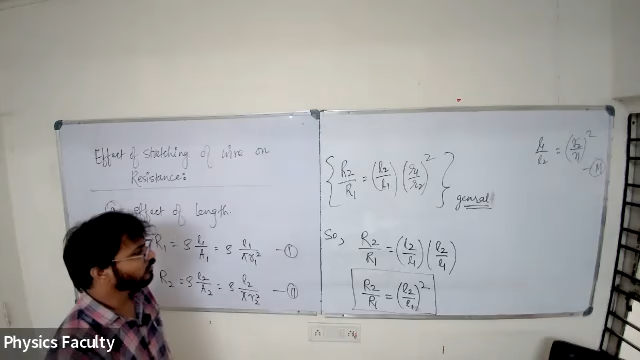 Effect of stretching of wire on
Resistance:
effect of length.
R₁ = ρ l₁/A₁ = ρ l₁/πr₁² — (I)
R₂ = ρ l₂/A₂ = ρ l₂/πr₂² — (II)
{ R₂/R₁ = (l₂/l₁) (r₁/r₂)² } general
So, R₂/R₁ = (l₂/l₁) (l₂/l₁)
R₂/R₁ = (l₂/l₁)²
l₁/l₂ = (r₂/r₁)²
Physics Faculty